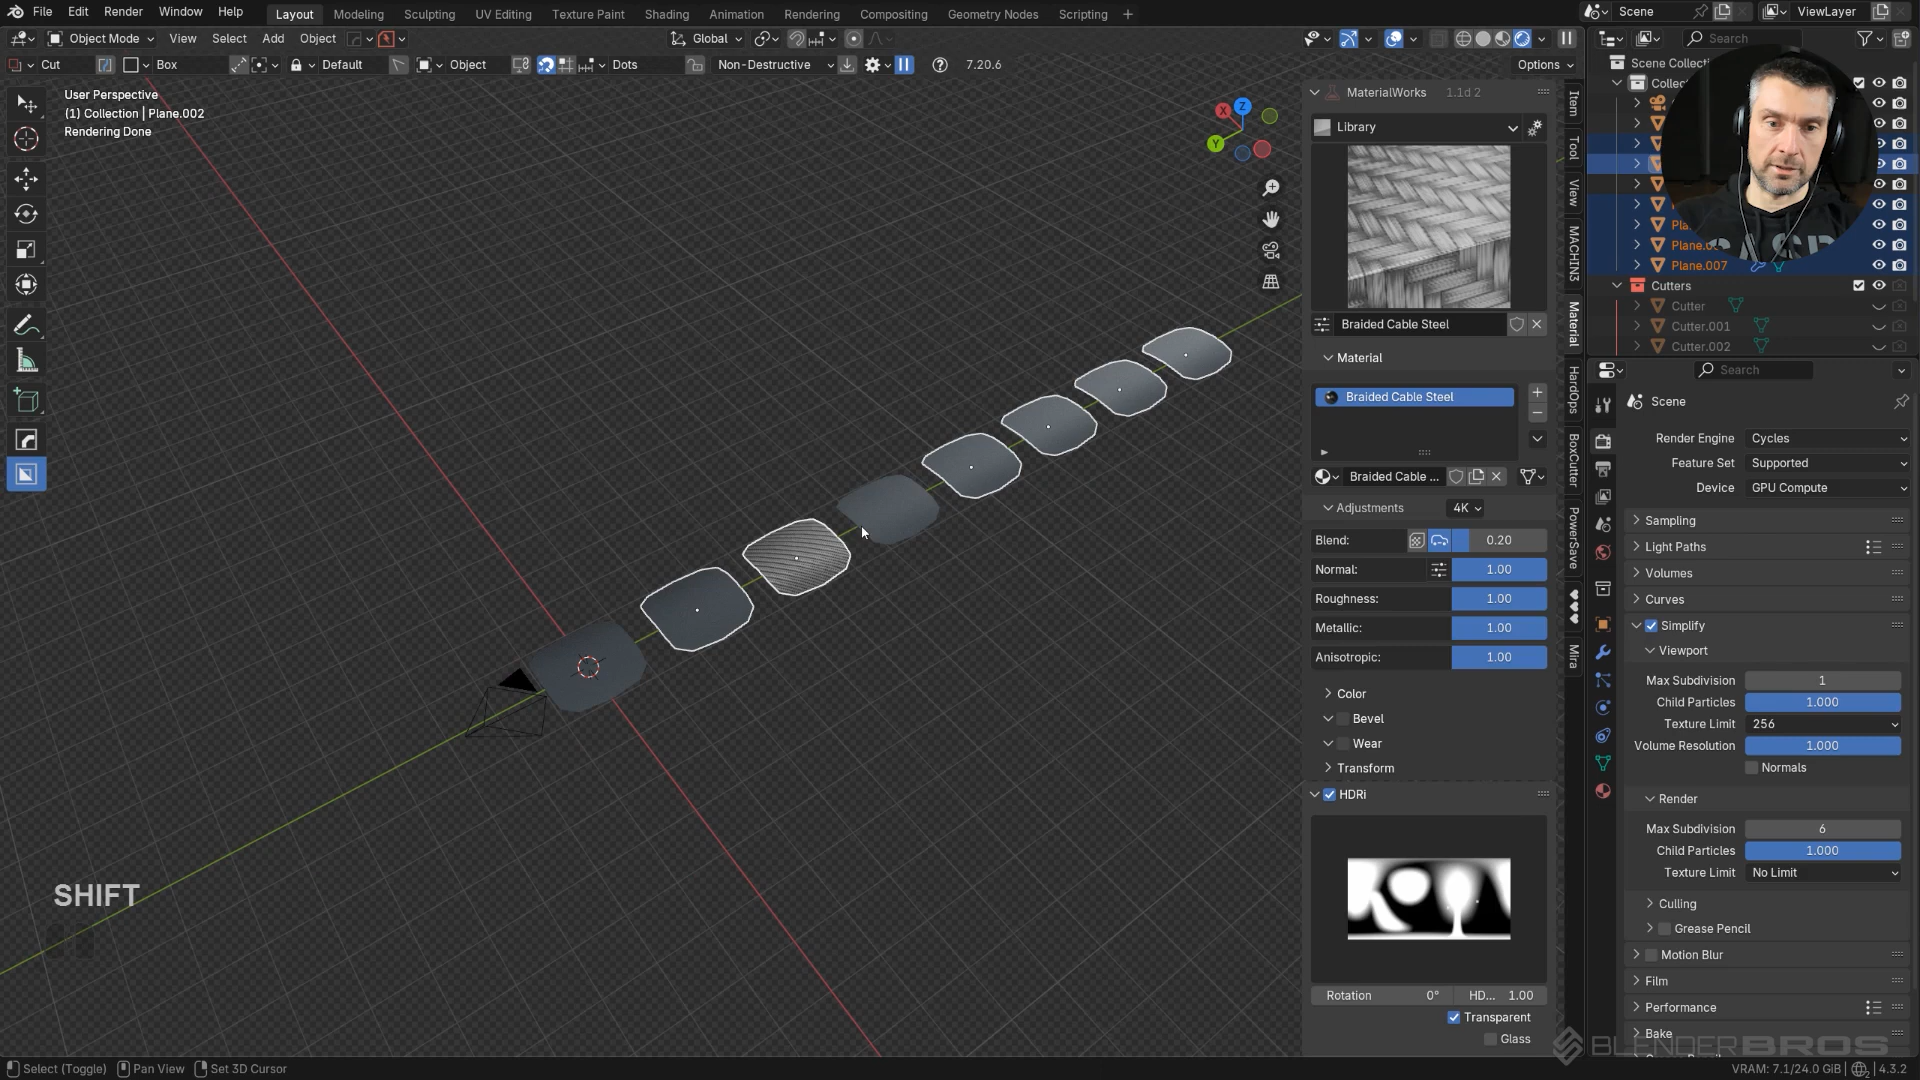 File Edit Render Window Help Layout Modeling Sculpting UV Editing Texture Paint Shading Animation Rendering Compositing Geometry Nodes Scripting + Scene ViewLayer
Object Mode View Select Add Object Global Search
Cut Box Default Object Dots Non-Destructive 7.20.6 Options
User Perspective
(1) Collection | Plane.002
Rendering Done
X
Y
Z
SHIFT
Item
Tool
View
MACHIN3
Material
HardOps
BoxCutter
PowerSave
Mira
MaterialWorks 1.1d 2
Library
Braided Cable Steel
Material
Braided Cable Steel
Braided Cable ...
Adjustments 4K
Blend: 0.20
Normal: 1.00
Roughness: 1.00
Metallic: 1.00
Anisotropic: 1.00
Color
Bevel
Wear
Transform
HDRi
Rotation 0° HD... 1.00
Transparent
Glass
Plane.007
Cutters
Cutter
Cutter.001
Cutter.002
Search
Scene
Render Engine Cycles
Feature Set Supported
Device GPU Compute
Sampling
Light Paths
Volumes
Curves
Simplify
Viewport
Max Subdivision 1
Child Particles 1.000
Texture Limit 256
Volume Resolution 1.000
Normals
Render
Max Subdivision 6
Child Particles 1.000
Texture Limit No Limit
Culling
Grease Pencil
Motion Blur
Film
Performance
Bake
BLENDERBROS
Select (Toggle) Pan View Set 3D Cursor VRAM: 7.1/24.0 GiB 4.3.2